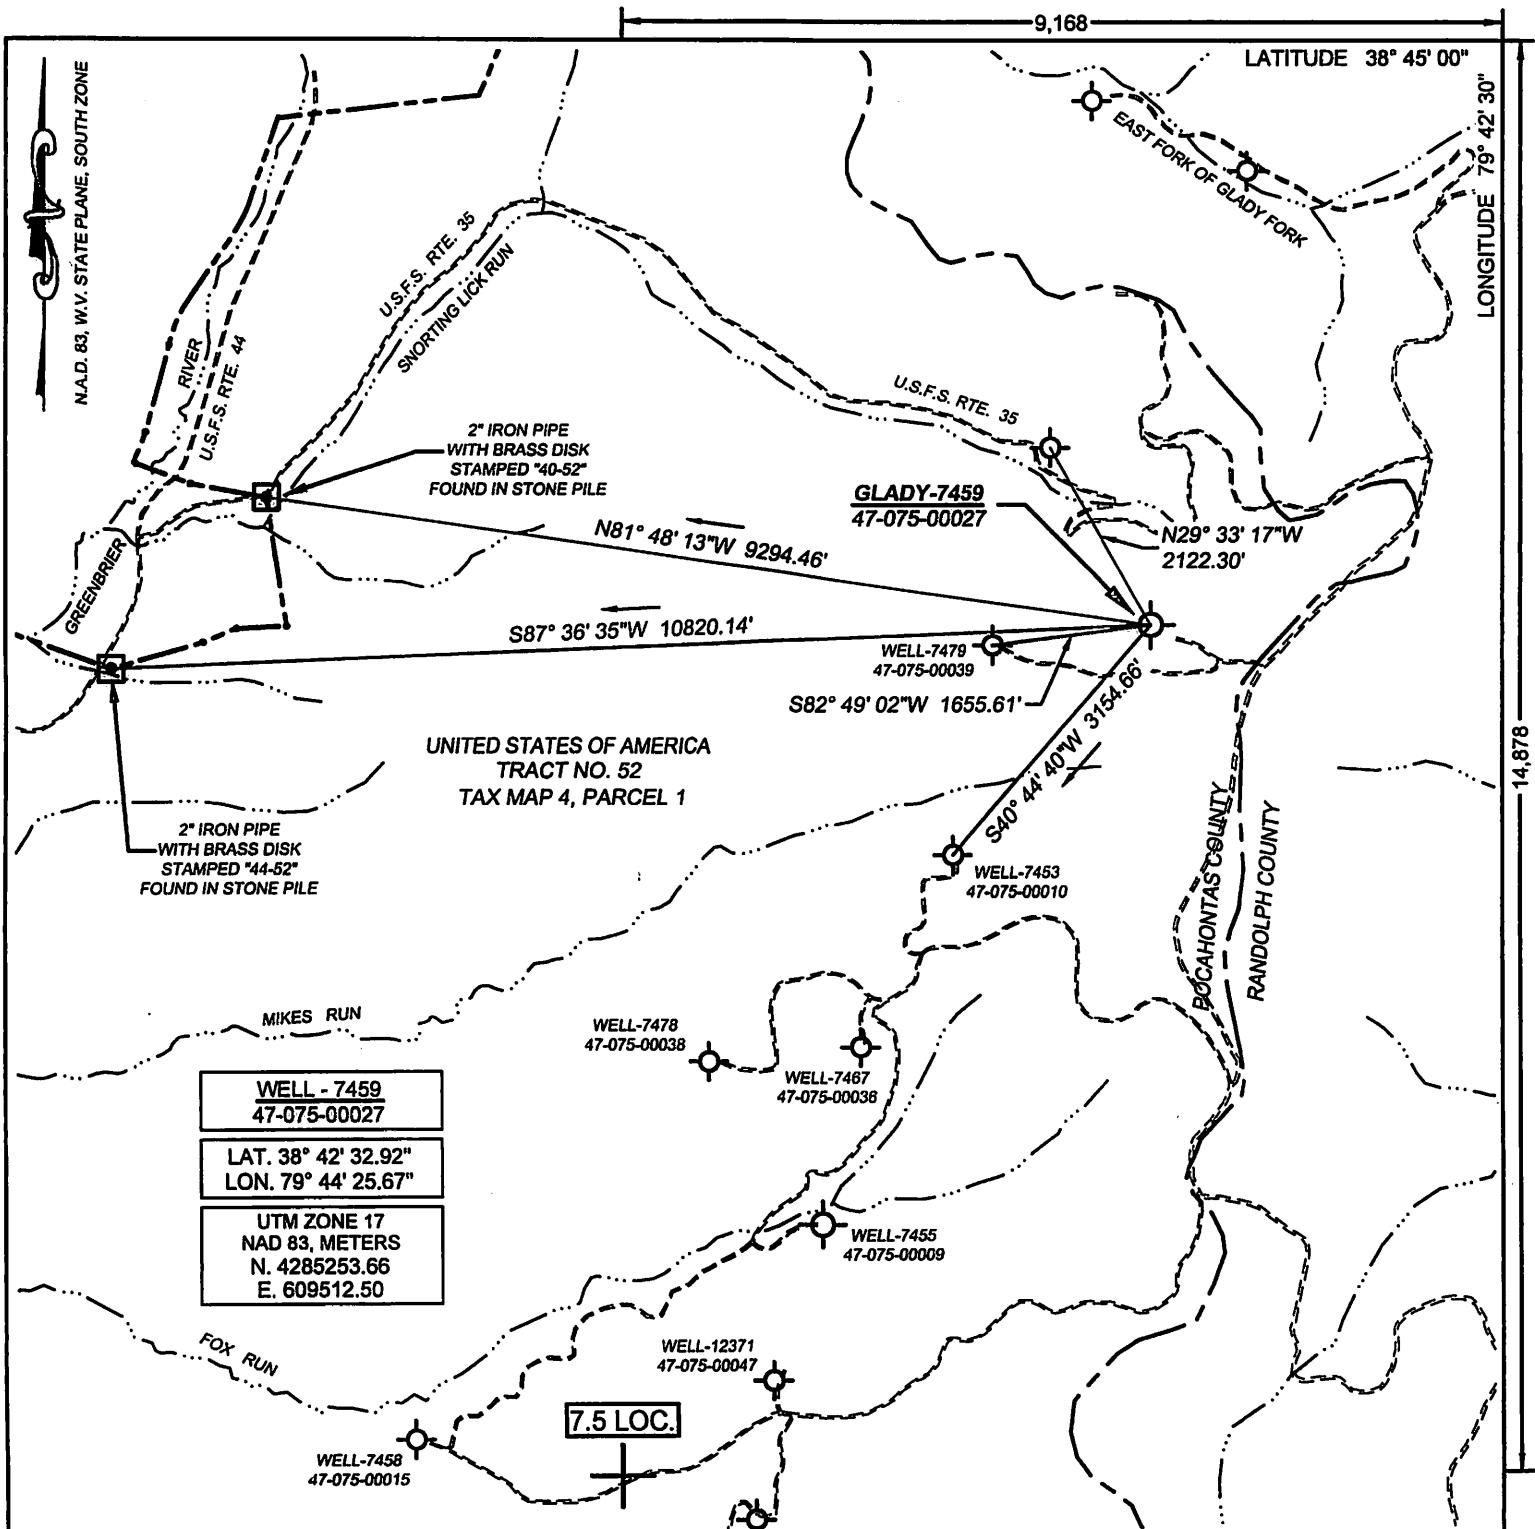 9,168
LATITUDE 38° 45' 00"
LONGITUDE 79° 42' 30"
14,878
N.A.D. 83, W.V. STATE PLANE, SOUTH ZONE
EAST FORK OF GLADY FORK
U.S.F.S. RTE. 35
SNORTING LICK RUN
RIVER
U.S.F.S. RTE. 44
U.S.F.S. RTE. 35
2" IRON PIPE
WITH BRASS DISK
STAMPED "40-52"
FOUND IN STONE PILE
GLADY-7459
47-075-00027
N81° 48' 13"W 9294.46'
N29° 33' 17"W
2122.30'
GREENBRIER
S87° 36' 35"W 10820.14'
WELL-7479
47-075-00039
S82° 49' 02"W 1655.61'
S40° 44' 40"W 3154.66'
UNITED STATES OF AMERICA
TRACT NO. 52
TAX MAP 4, PARCEL 1
2" IRON PIPE
WITH BRASS DISK
STAMPED "44-52"
FOUND IN STONE PILE
WELL-7453
47-075-00010
POCAHONTAS COUNTY
RANDOLPH COUNTY
MIKES RUN
WELL-7478
47-075-00038
WELL-7467
47-075-00036
WELL - 7459
47-075-00027
LAT. 38° 42' 32.92"
LON. 79° 44' 25.67"
UTM ZONE 17
NAD 83, METERS
N. 4285253.66
E. 609512.50
WELL-7455
47-075-00009
FOX RUN
WELL-12371
47-075-00047
7.5 LOC.
WELL-7458
47-075-00015